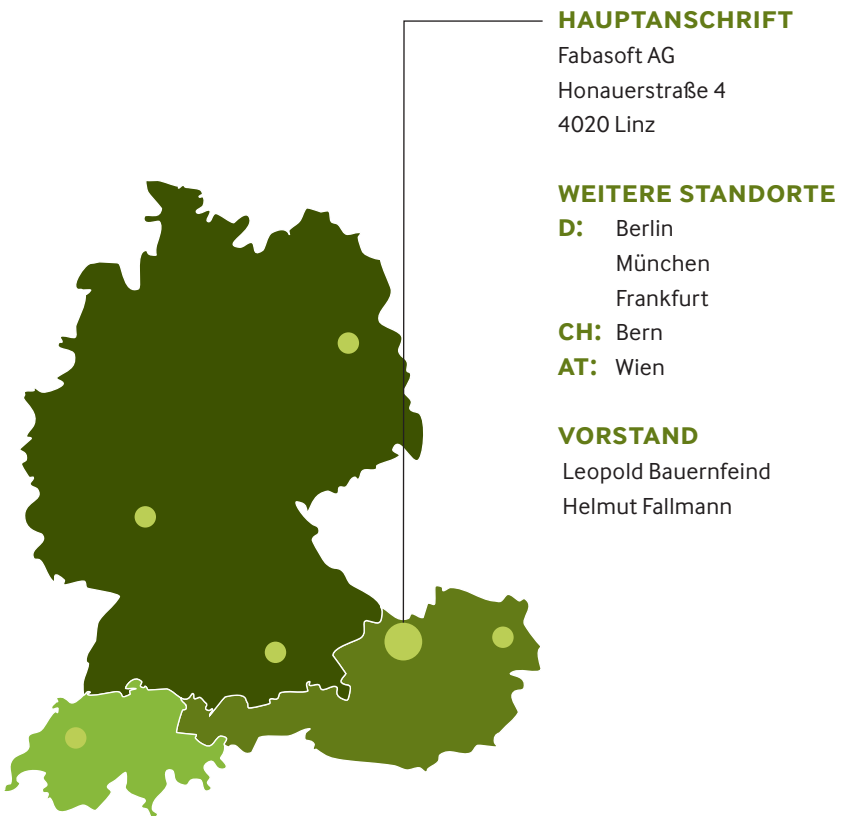 HAUPTANSCHRIFT
Fabasoft AG
Honauerstraße 4
4020 Linz
WEITERE STANDORTE
D: Berlin
München
Frankfurt
CH: Bern
AT: Wien
VORSTAND
Leopold Bauernfeind
Helmut Fallmann